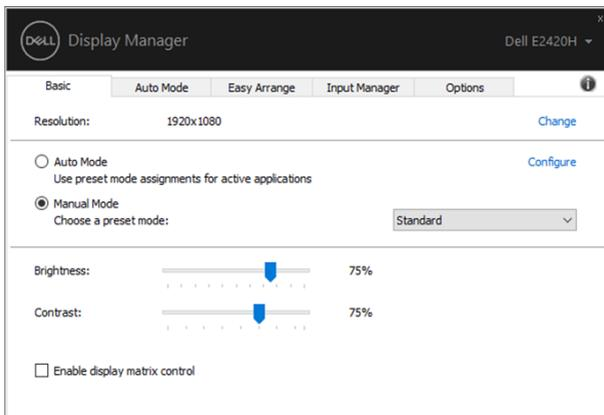 DELL Display Manager Dell E2420H
x
Basic Auto Mode Easy Arrange Input Manager Options i
Resolution: 1920x1080 Change
Auto Mode Configure
Use preset mode assignments for active applications
Manual Mode
Choose a preset mode: Standard
Brightness: 75%
Contrast: 75%
Enable display matrix control